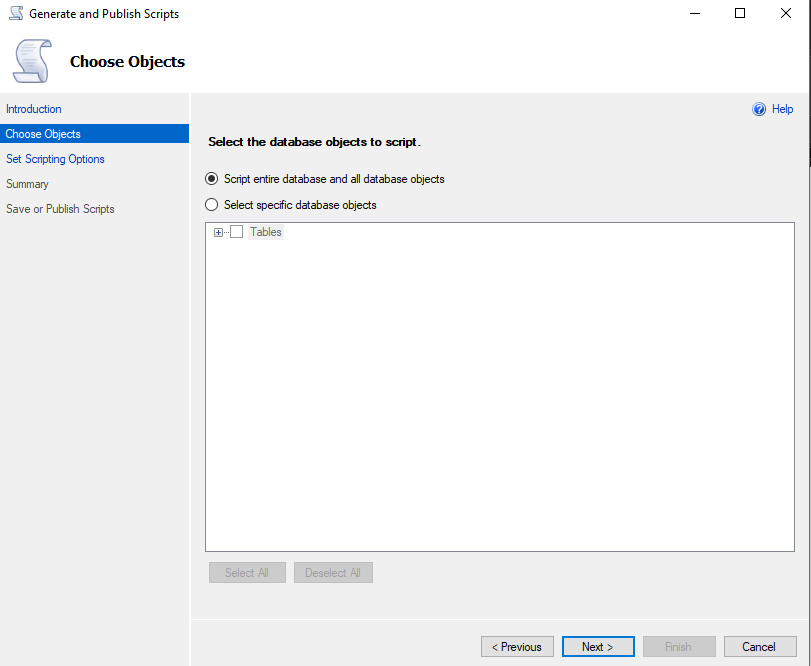 Generate and Publish Scripts
Choose Objects
Introduction
Choose Objects
Set Scripting Options
Summary
Save or Publish Scripts
Help
Select the database objects to script.
Script entire database and all database objects
Select specific database objects
Tables
Select All
Deselect All
< Previous
Next >
Finish
Cancel